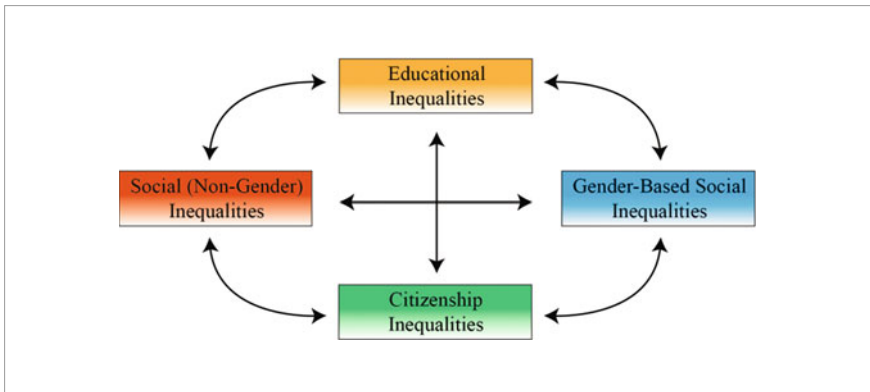 Educational
Inequalities
Social (Non-Gender)
Inequalities
Gender-Based Social
Inequalities
Citizenship
Inequalities